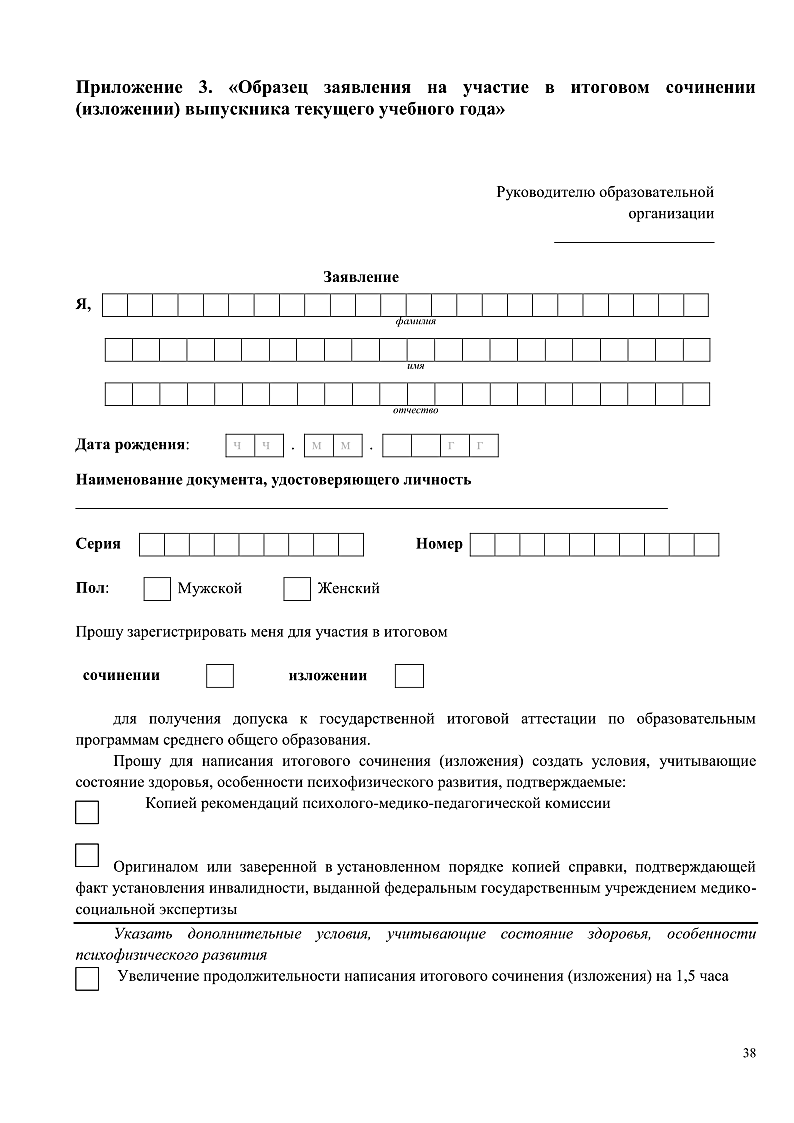 Приложение 3. «Образец заявления на участие в итоговом сочинении
(изложении) выпускника текущего учебного года»
Руководителю образовательной
организации
Заявление
Я,
фамилия
имя
отчество
Дата рождения: ч ч . м м . г г
Наименование документа, удостоверяющего личность
Серия Номер
Пол: Мужской Женский
Прошу зарегистрировать меня для участия в итоговом
сочинении изложении
для получения допуска к государственной итоговой аттестации по образовательным
программам среднего общего образования.
Прошу для написания итогового сочинения (изложения) создать условия, учитывающие
состояние здоровья, особенности психофизического развития, подтверждаемые:
Копией рекомендаций психолого-медико-педагогической комиссии
Оригиналом или заверенной в установленном порядке копией справки, подтверждающей
факт установления инвалидности, выданной федеральным государственным учреждением медико-
социальной экспертизы
Указать дополнительные условия, учитывающие состояние здоровья, особенности
психофизического развития
Увеличение продолжительности написания итогового сочинения (изложения) на 1,5 часа
38